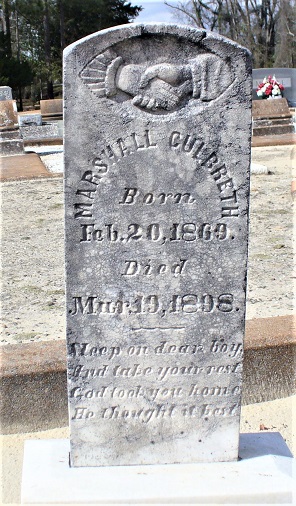 MARSHALL CULBRETH
Born
Feb. 20, 1869.
Died
Mar. 19, 1898.
Sleep on dear boy,
And take your rest
God took you home
He thought it best